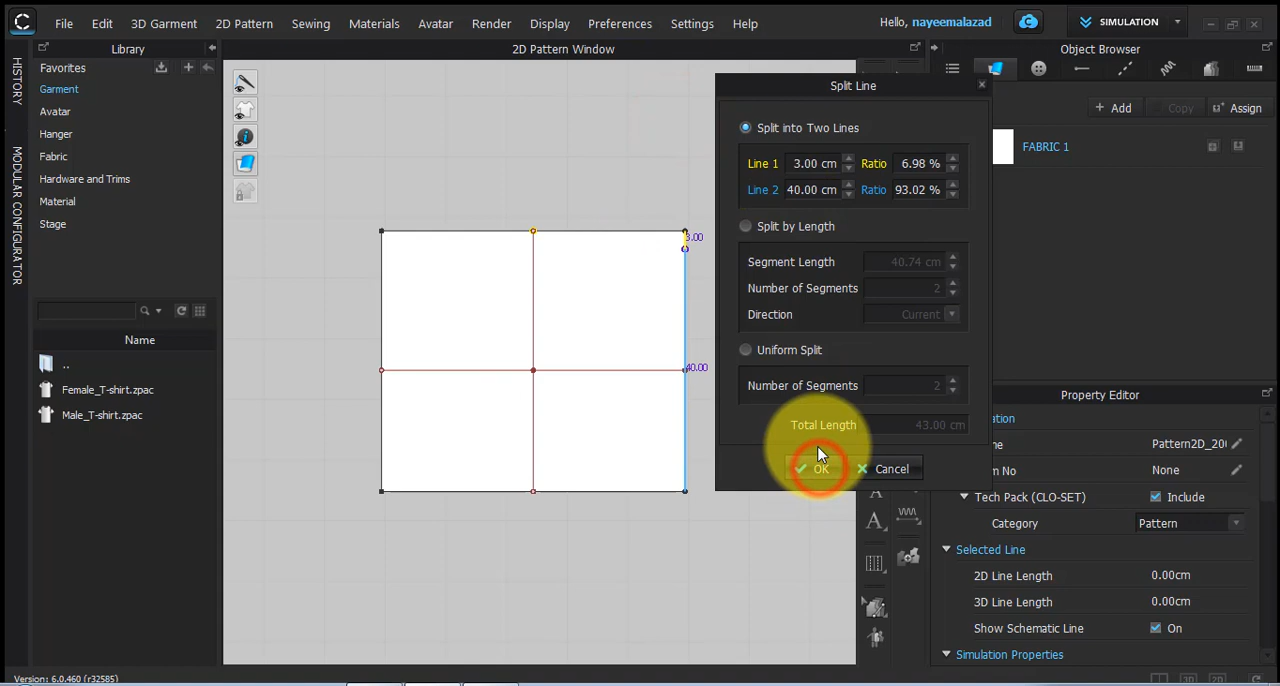 File Edit 3D Garment 2D Pattern Sewing Materials Avatar Render Display Preferences Settings Help Hello, nayeemalazad SIMULATION
Library 2D Pattern Window Object Browser
HISTORY
MODULAR CONFIGURATOR
Favorites
Garment
Avatar
Hanger
Fabric
Hardware and Trims
Material
Stage
Name
..
Female_T-shirt.zpac
Male_T-shirt.zpac
3.00
40.00
Split Line
Split into Two Lines
Line 1 3.00 cm Ratio 6.98 %
Line 2 40.00 cm Ratio 93.02 %
Split by Length
Segment Length 40.74 cm
Number of Segments 2
Direction Current
Uniform Split
Number of Segments 2
Total Length 43.00 cm
OK Cancel
+ Add Copy Assign
FABRIC 1
Property Editor
ation
ne Pattern2D_20
m No None
Tech Pack (CLO-SET) Include
Category Pattern
Selected Line
2D Line Length 0.00cm
3D Line Length 0.00cm
Show Schematic Line On
Simulation Properties
Version: 6.0.460 (r32585) 3D 2D